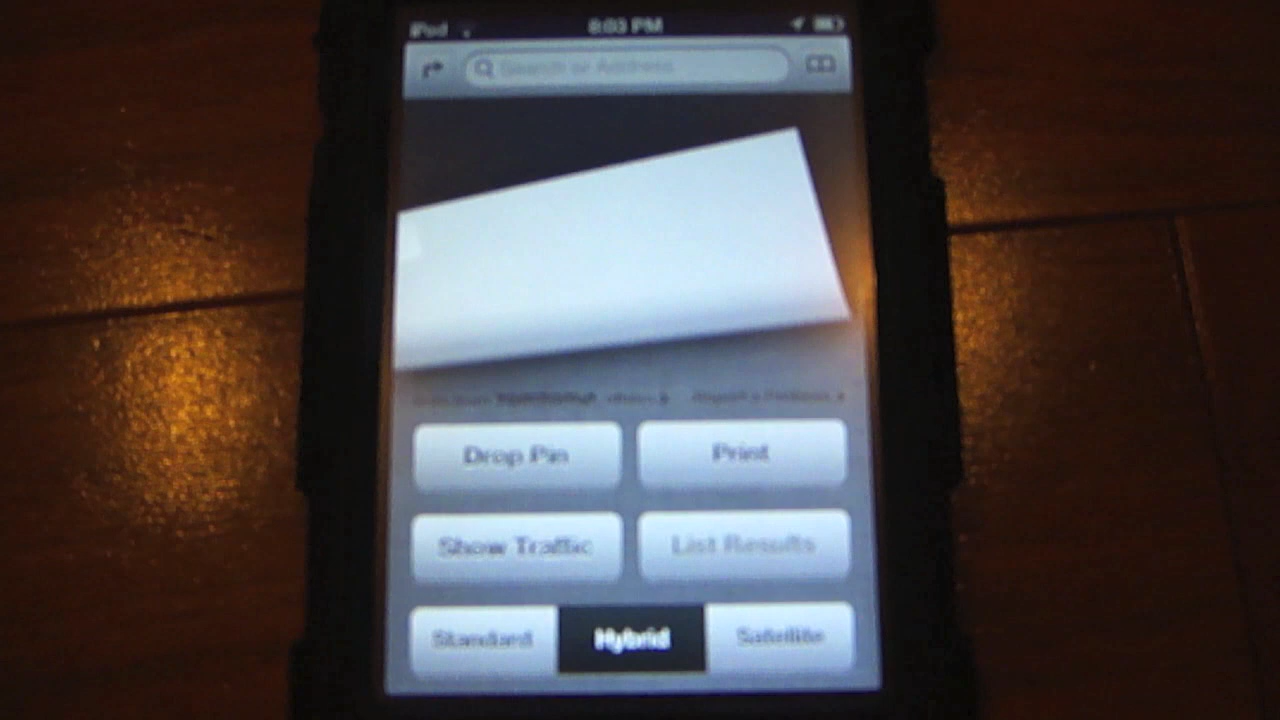 iPod 8:03 PM
Search or Address
Drop Pin Print
Show Traffic List Results
Standard Hybrid Satellite